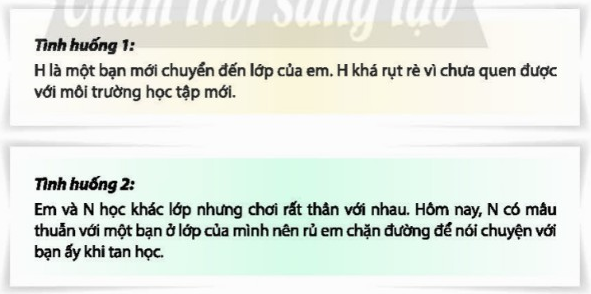 Chân trời sáng tạo
Tình huống 1:
H là một bạn mới chuyển đến lớp của em. H khá rụt rè vì chưa quen được
với môi trường học tập mới.
Tình huống 2:
Em và N học khác lớp nhưng chơi rất thân với nhau. Hôm nay, N có mâu
thuẫn với một bạn ở lớp của mình nên rủ em chặn đường để nói chuyện với
bạn ấy khi tan học.